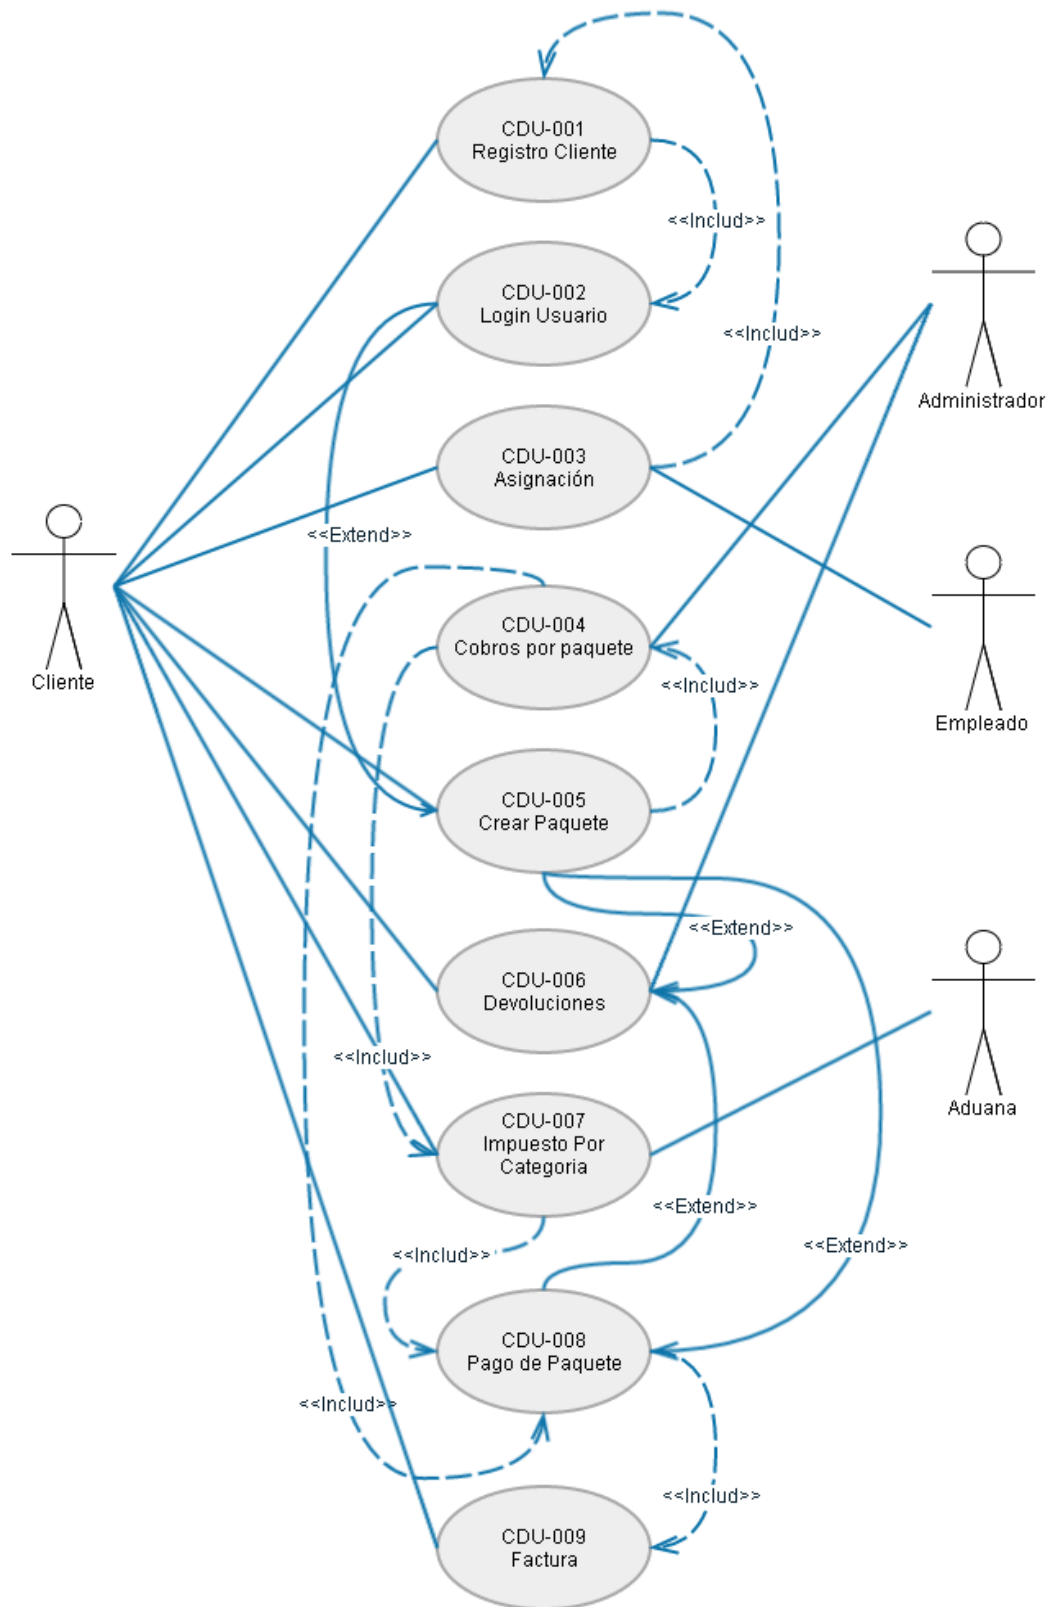 CDU-001
Registro Cliente
<<Includ>>
CDU-002
Login Usuario
<<Includ>>
Administrador
CDU-003
Asignación
<<Extend>>
Cliente
CDU-004
Cobros por paquete
<<Includ>>
Empleado
CDU-005
Crear Paquete
<<Extend>>
CDU-006
Devoluciones
<<Includ>>
Aduana
CDU-007
Impuesto Por
Categoria
<<Extend>>
<<Extend>>
<<Includ>>
CDU-008
Pago de Paquete
<<Includ>>
<<Includ>>
CDU-009
Factura